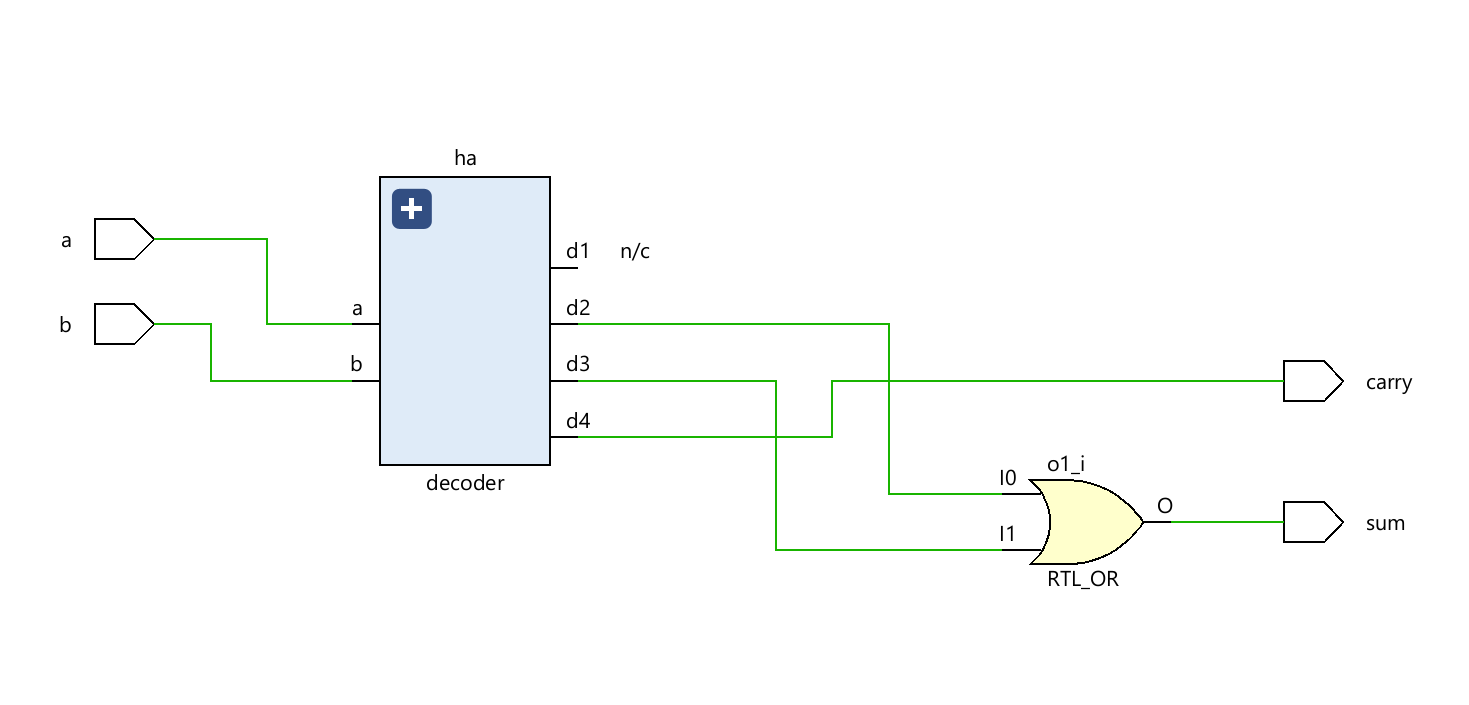 ha
a
b
a
b
d1 n/c
d2
d3
d4
decoder
carry
I0
o1_i
I1
O
sum
RTL_OR